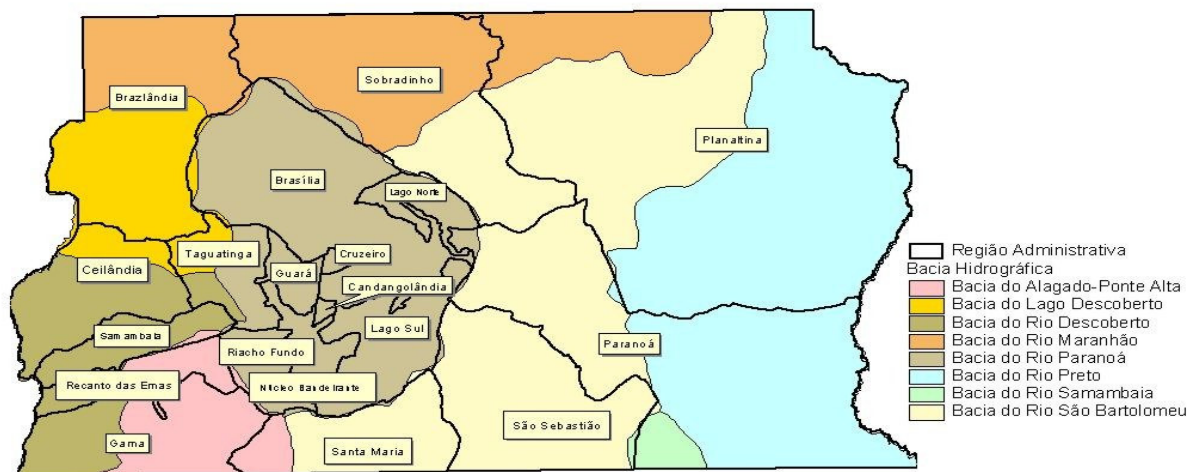 Brazlândia
Sobradinho
Planaltina
Brasília
Lago Norte
Taguatinga
Cruzeiro
Guará
Ceilândia
Candangolândia
Lago Sul
Samambaia
Riacho Fundo
Paranoá
Recanto das Emas
Núcleo Bandeirante
Gama
Santa Maria
São Sebastião
Região Administrativa
Bacia Hidrográfica
Bacia do Alagado-Ponte Alta
Bacia do Lago Descoberto
Bacia do Rio Descoberto
Bacia do Rio Maranhão
Bacia do Rio Paranoá
Bacia do Rio Preto
Bacia do Rio Samambaia
Bacia do Rio São Bartolomeu